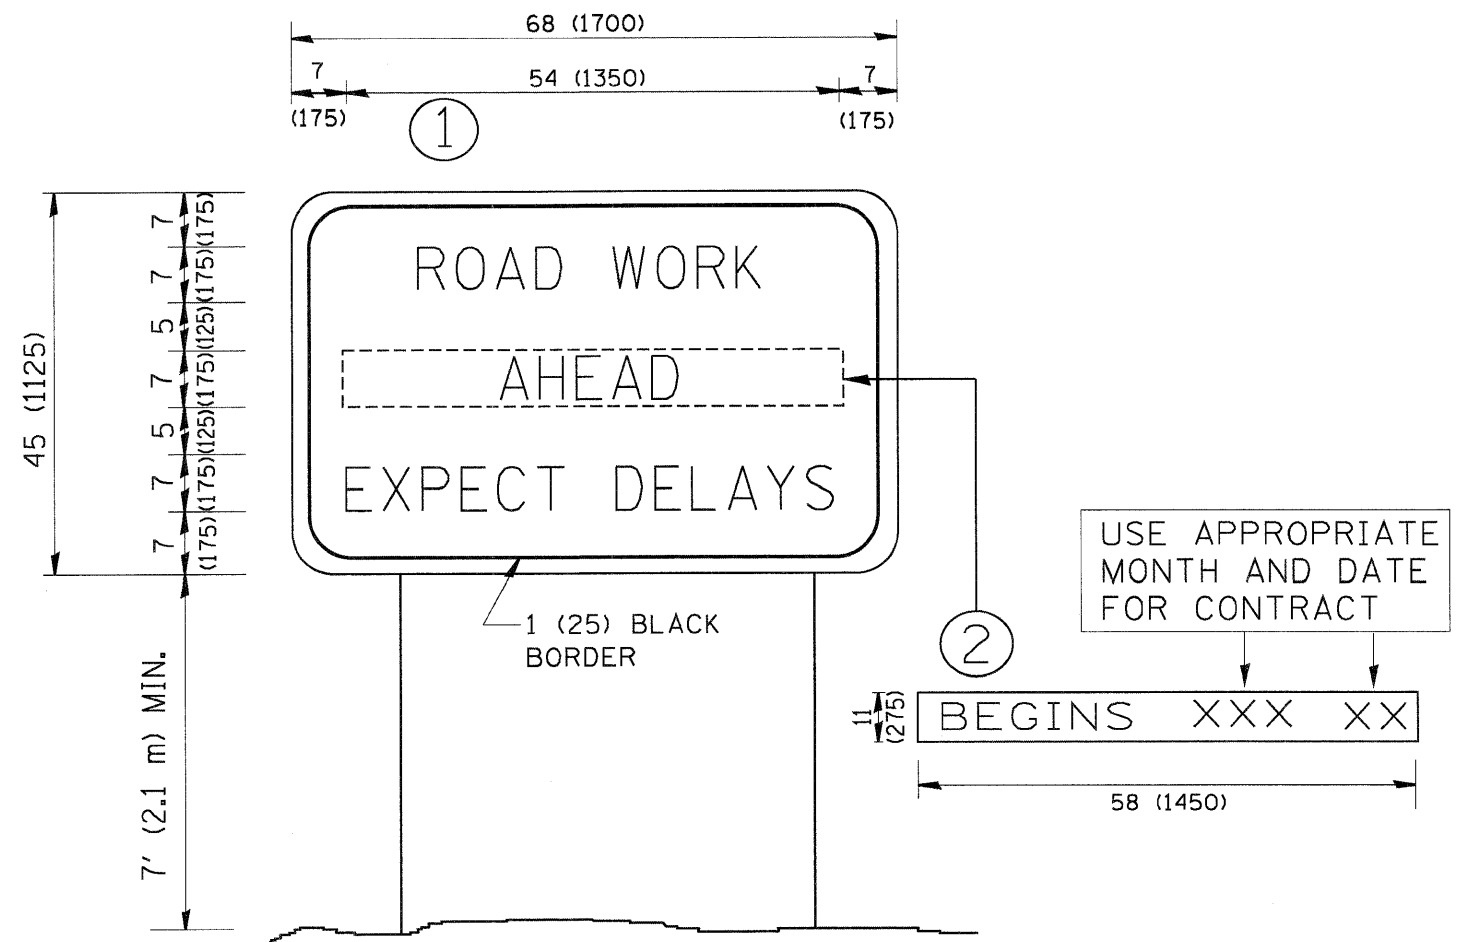 68 (1700)
7 54 (1350) 7
(175) (175)
1
7 (175)
7 (175)
5 (125)
7 (175)
5 (125)
7 (175)
7 (175)
45 (1125)
ROAD WORK
AHEAD
EXPECT DELAYS
1 (25) BLACK
BORDER
7' (2.1 m) MIN.
2
USE APPROPRIATE
MONTH AND DATE
FOR CONTRACT
11
(275)
BEGINS XXX XX
58 (1450)